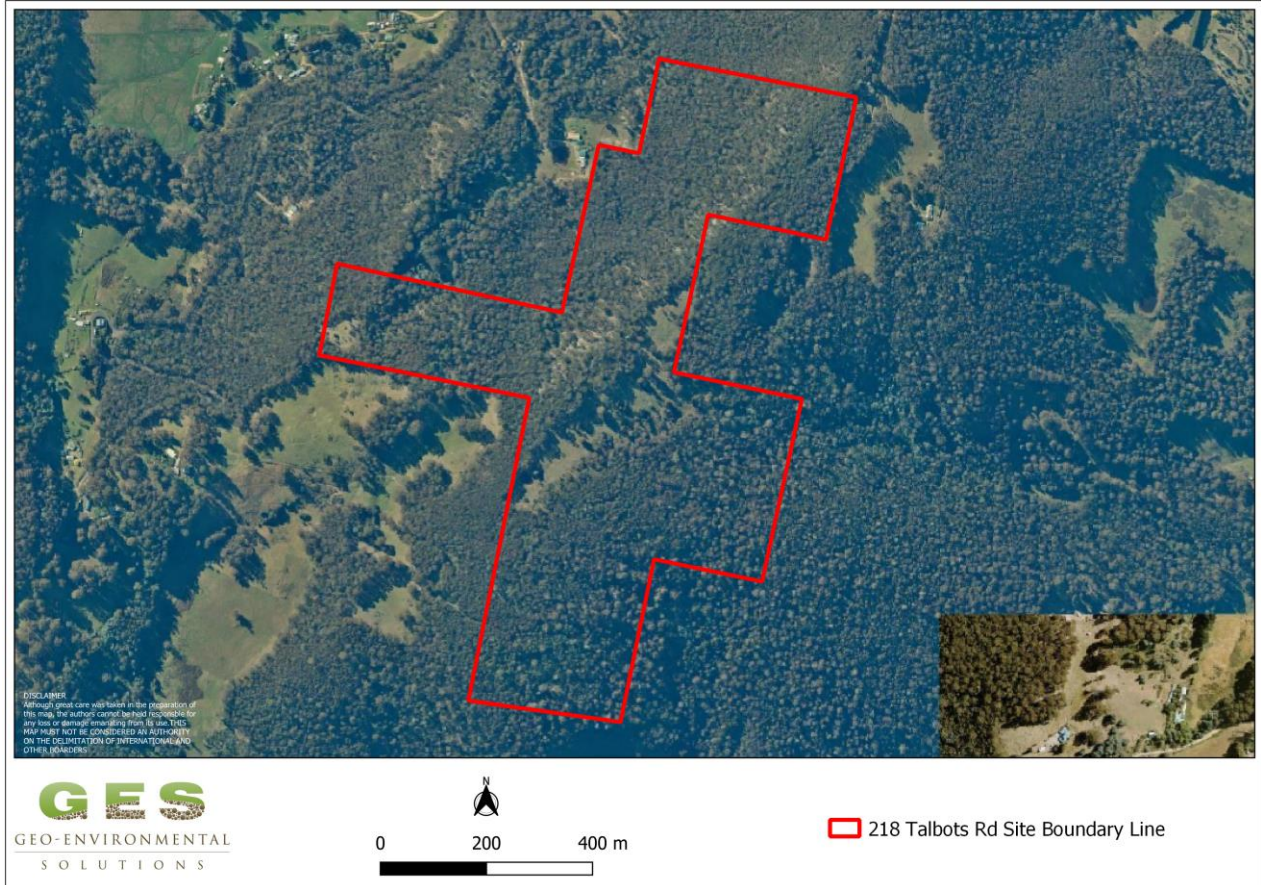 DISCLAIMER
Although great care was taken in the preparation of
this map, the authors cannot be held responsible for
any loss or damage emanating from its use. THIS
MAP MUST NOT BE CONSIDERED AN AUTHORITY
ON THE DELIMITATION OF INTERNATIONAL AND
OTHER BOARDERS
GES
GEO-ENVIRONMENTAL
SOLUTIONS
N
0 200 400 m
218 Talbots Rd Site Boundary Line